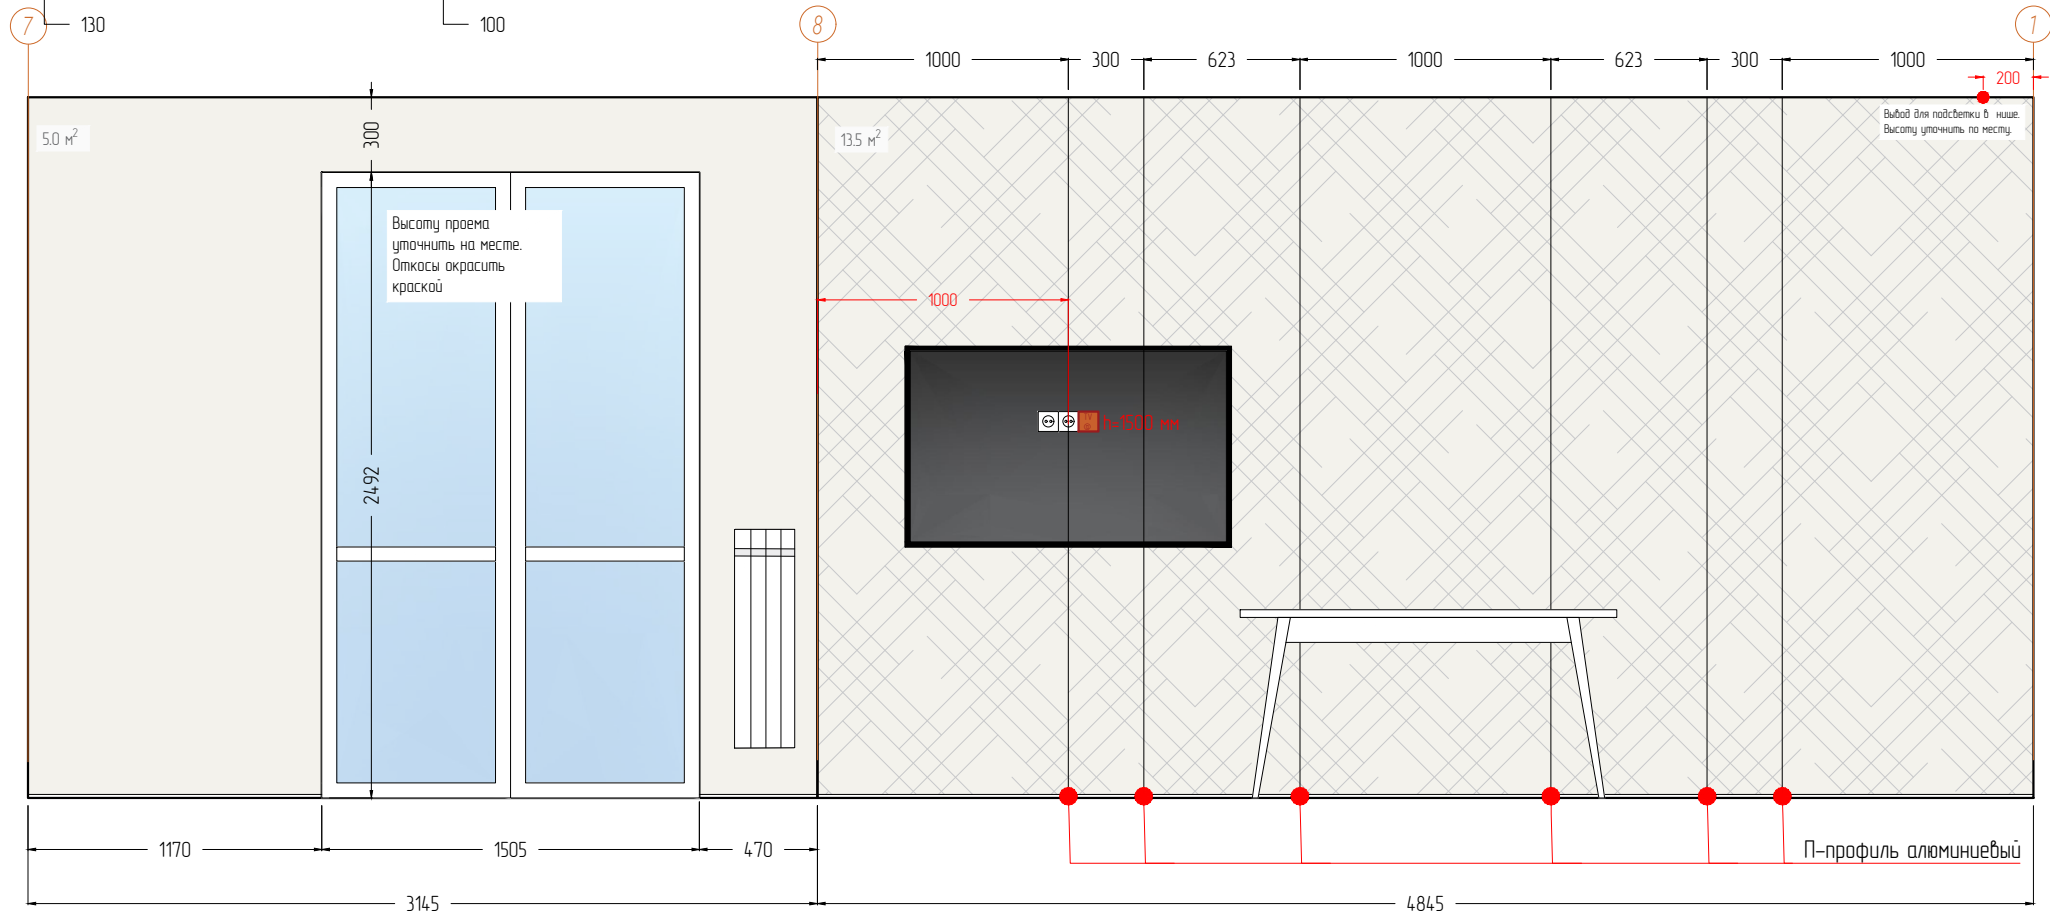 7
130
100
8
1
1000
300
623
1000
623
300
1000
200
5.0 м²
300
13.5 м²
Вывод для подсветки в нише.
Высоту уточнить по месту.
Высоту проема
уточнить на месте.
Откосы окрасить
краской
1000
h=1500 мм
2492
1170
1505
470
П-профиль алюминиевый
3145
4845